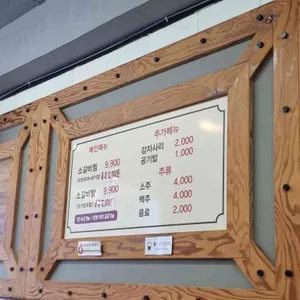 메인메뉴
소갈비찜 9,900
소갈비탕 9,900
추가메뉴
감자사리 2,000
공기밥 1,000
주류
소주 4,000
맥주 4,000
음료 2,000